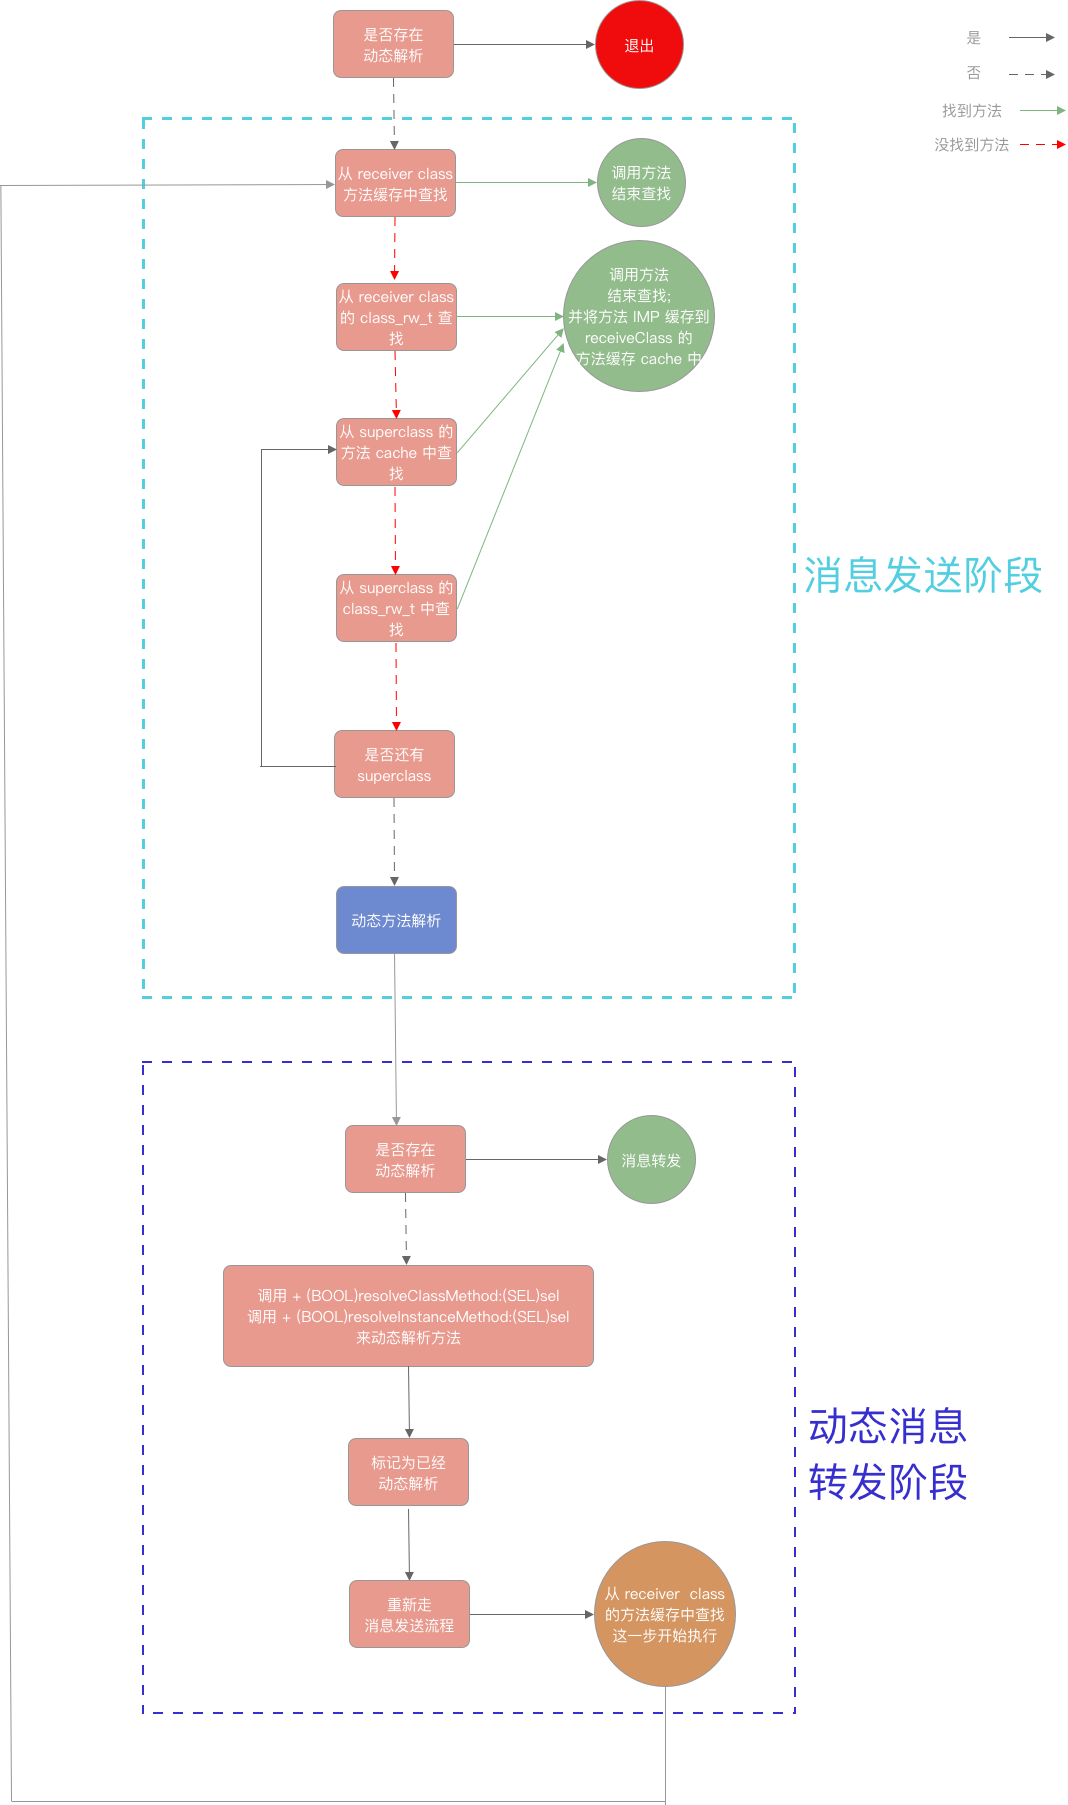 是否存在
动态解析
退出
是
否
找到方法
没找到方法
从 receiver class
方法缓存中查找
调用方法
结束查找
从 receiver class
的 class_rw_t 查
找
调用方法
结束查找;
并将方法 IMP 缓存到
receiveClass 的
方法缓存 cache 中
从 superclass 的
方法 cache 中查
找
从 superclass 的
class_rw_t 中查
找
消息发送阶段
是否还有
superclass
动态方法解析
是否存在
动态解析
消息转发
调用 + (BOOL)resolveClassMethod:(SEL)sel
调用 + (BOOL)resolveInstanceMethod:(SEL)sel
来动态解析方法
动态消息
转发阶段
标记为已经
动态解析
重新走
消息发送流程
从 receiver  class
的方法缓存中查找
这一步开始执行